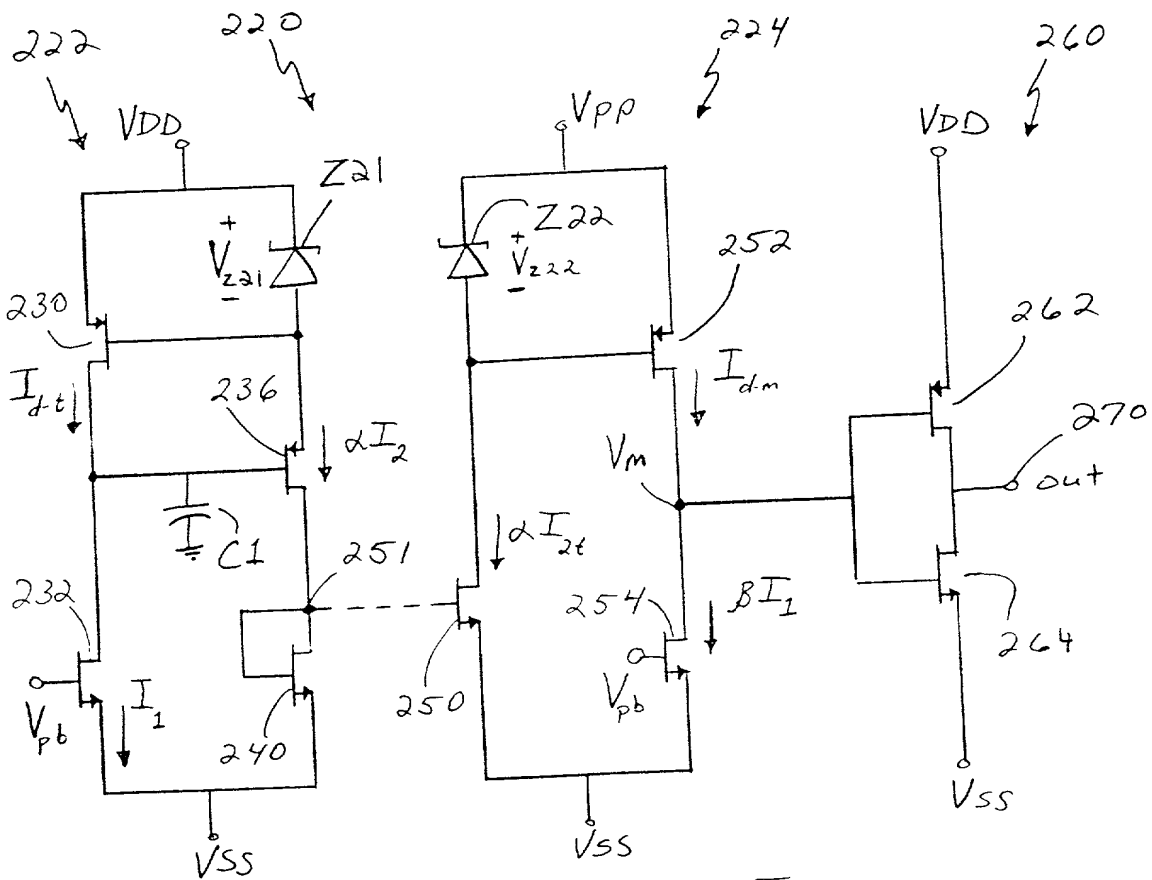 222
220
224
260
VDD
Vpp
VDD
Z21
Z22
+
Vz21
-
+
Vz22
-
252
230
262
Id-t
236
αI2
Id-m
270
Vm
out
C1
αI2t
251
232
254
βI1
264
Vpb
I1
240
250
Vpb
Vss
Vss
Vss